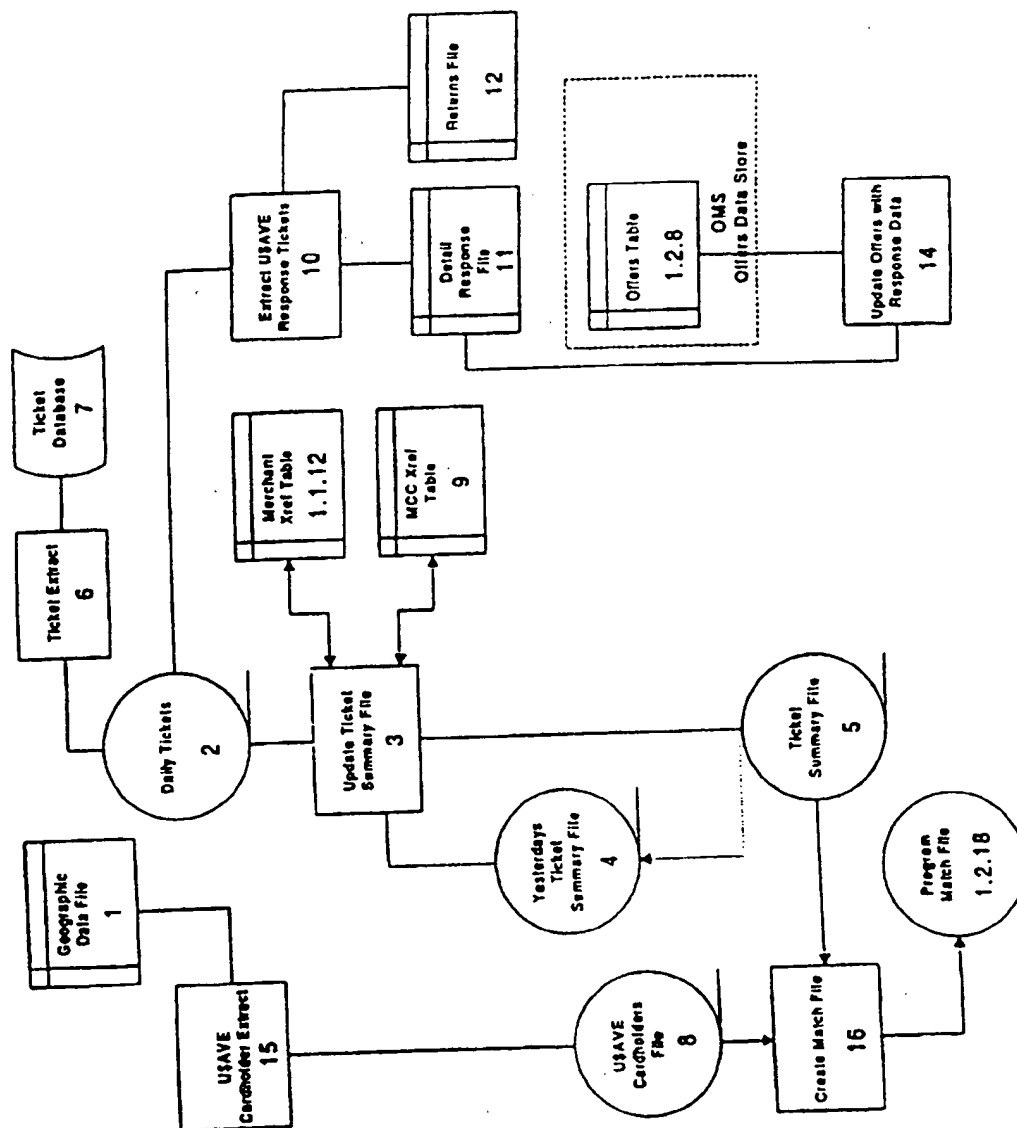 Geographic
Data File
1
USAVE
Cardholder Extract
15
USAVE
Cardholders
File
8
Create Match File
16
Program
Match File
1.2.18
Ticket
Database
7
Ticket Extract
6
Daily Tickets
2
Update Ticket
Summary File
3
Yesterdays
Ticket
Summary File
4
Ticket
Summary File
5
Merchant
Xref Table
1.1.12
MCC Xref
Table
9
Extract USAVE
Response Tickets
10
Returns File
12
Detail
Response
File
11
Offers Table
1.2.8
OMS
Offers Data Store
Update Offers with
Response Data
14